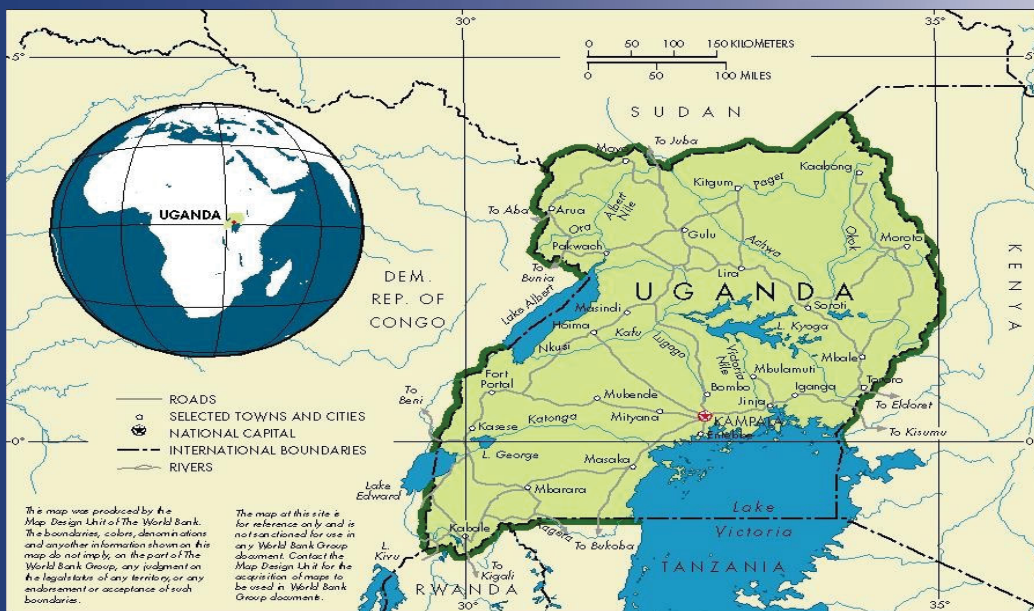 30°
35°
5°
0 50 100 150 KILOMETERS
0 50 100 MILES
SUDAN
To Juba
Moyo
Kaabong
Kitgum
Pager
UGANDA
To Aba
Arua
Albert
Nile
Ora
Gulu
Achwa
Okok
Moroto
Pakwach
To
Bunia
Lira
DEM.
REP. OF
CONGO
Lake Albert
UGANDA
KENYA
Masindi
Soroti
Hoima
Kafu
L. Kyoga
Nkusi
Lugogo
Victoria
Nile
Mbale
Fort
Portal
Mbulamuti
To
Beni
Mubende
Bombo
Iganga
Tororo
ROADS
SELECTED TOWNS AND CITIES
NATIONAL CAPITAL
INTERNATIONAL BOUNDARIES
RIVERS
Jinja
To Eldoret
Katonga
Mityana
KAMPALA
Kasese
Entebbe
To Kisumu
0°
0°
L. George
Masaka
Lake
Edward
Mbarara
Lake
Victoria
This map was produced by the
Map Design Unit of The World Bank.
The boundaries, colors, denominations
and any other information shown on this
map do not imply, on the part of The
World Bank Group, any judgment on
the legal status of any territory, or any
endorsement or acceptance of such
boundaries.
The map at this site is
for reference only and is
not sanctioned for use in
any World Bank Group
document. Contact the
Map Design Unit for the
acquisition of maps to
be used in World Bank
Group documents.
Kabale
Kagera
To Bukoba
L.
Kivu
To
Kigali
TANZANIA
RWANDA
30°
35°